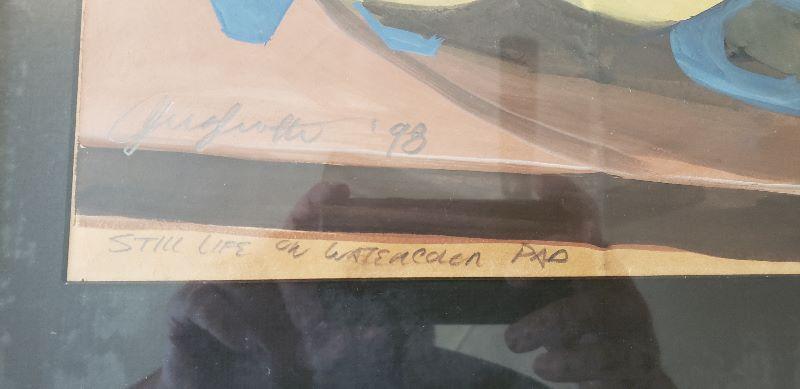 '98
STILL LIFE ON WATERCOLOR PAD